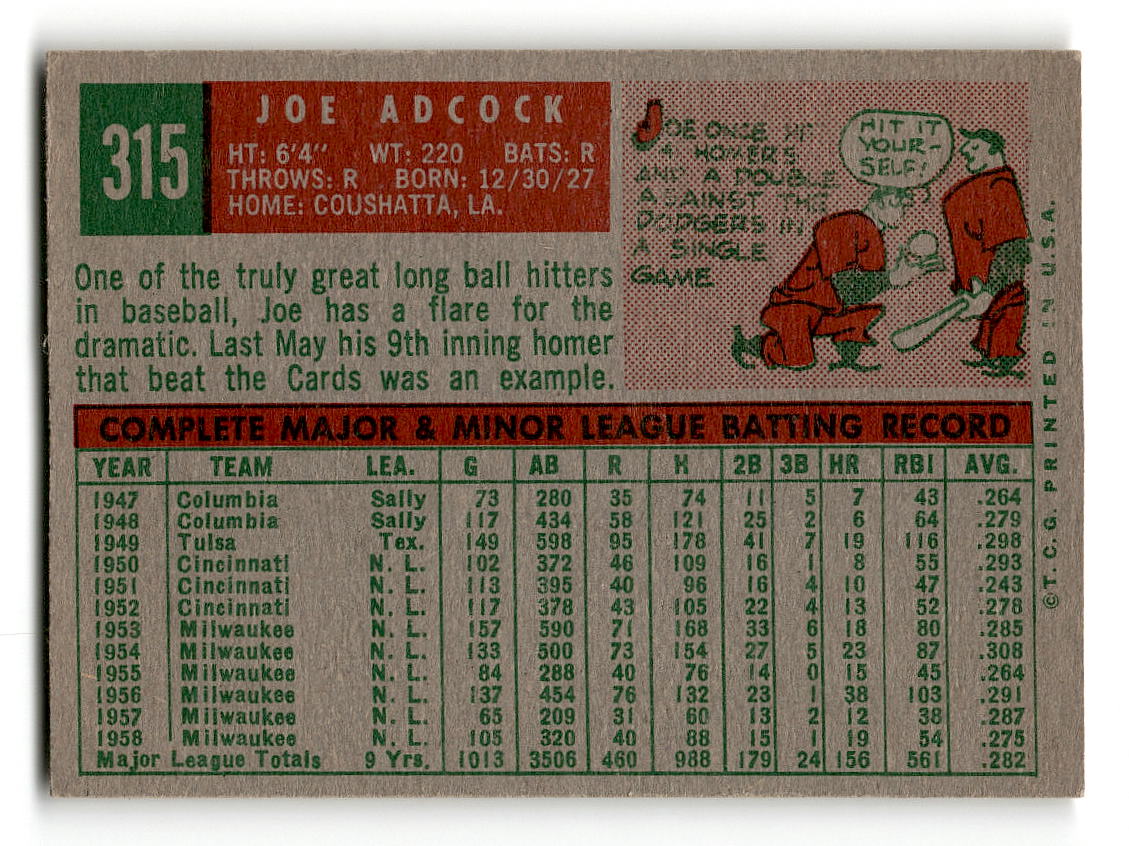 315
JOE ADCOCK
HT: 6'4" WT: 220 BATS: R
THROWS: R BORN: 12/30/27
HOME: COUSHATTA, LA.
JOE ONCE HIT
4 HOMERS
AND A DOUBLE
AGAINST THE
DODGERS IN
A SINGLE
GAME
HIT IT
YOUR-
SELF!
One of the truly great long ball hitters
in baseball, Joe has a flare for the
dramatic. Last May his 9th inning homer
that beat the Cards was an example.
COMPLETE MAJOR & MINOR LEAGUE BATTING RECORD
YEAR TEAM LEA. G AB R H 2B 3B HR RBI AVG.
1947 Columbia Sally 73 280 35 74 11 5 7 43 .264
1948 Columbia Sally 117 434 58 121 25 2 6 64 .279
1949 Tulsa Tex. 149 598 95 178 41 7 19 116 .298
1950 Cincinnati N. L. 102 372 46 109 16 1 8 55 .293
1951 Cincinnati N. L. 113 395 40 96 16 4 10 47 .243
1952 Cincinnati N. L. 117 378 43 105 22 4 13 52 .278
1953 Milwaukee N. L. 157 590 71 168 33 6 18 80 .285
1954 Milwaukee N. L. 133 500 73 154 27 5 23 87 .308
1955 Milwaukee N. L. 84 288 40 76 14 0 15 45 .264
1956 Milwaukee N. L. 137 454 76 132 23 1 38 103 .291
1957 Milwaukee N. L. 65 209 31 60 13 2 12 38 .287
1958 Milwaukee N. L. 105 320 40 88 15 1 19 54 .275
Major League Totals 9 Yrs. 1013 3506 460 988 179 24 156 561 .282
© T. C. G. PRINTED IN U.S.A.